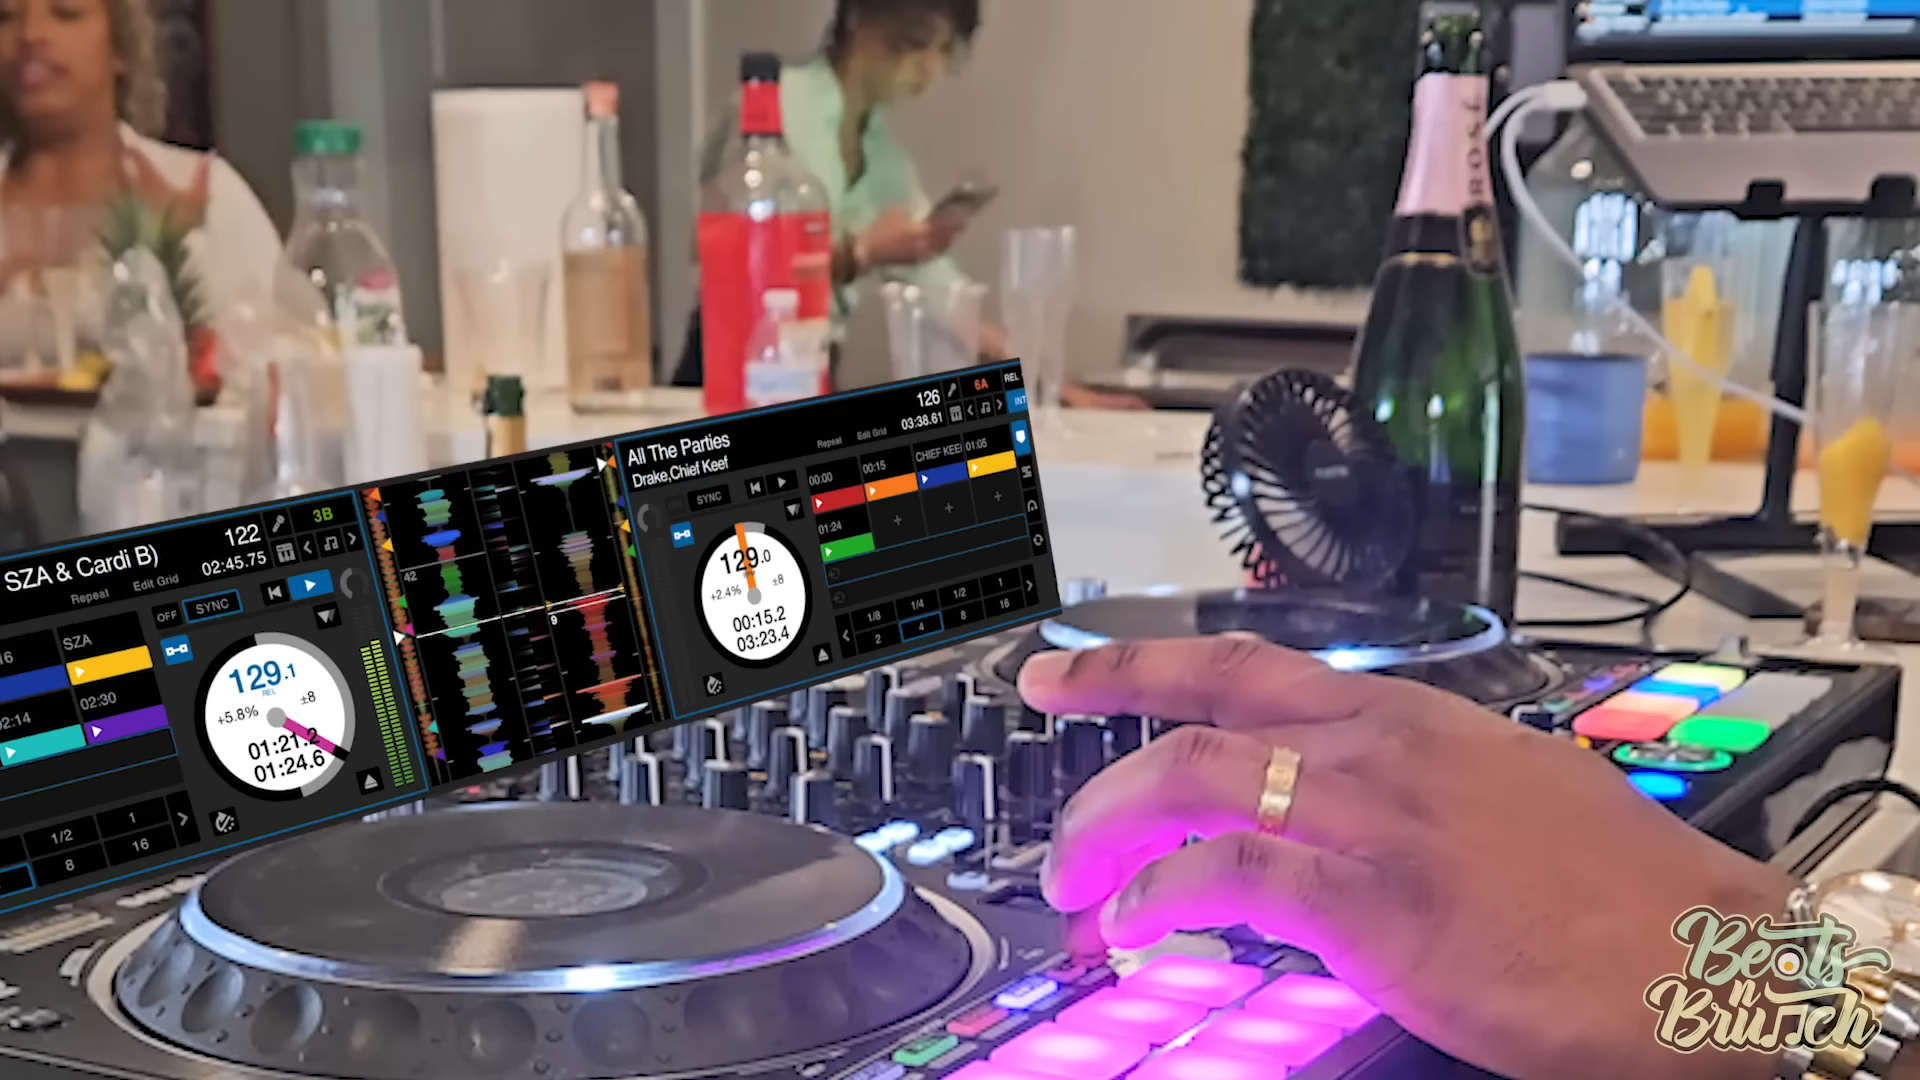 SZA & Cardi B)
122
3B
02:45.75
Repeat
Edit Grid
OFF
SYNC
16
SZA
02:14
02:30
129.1
REL
+5.8%
±8
01:21.2
01:24.6
1/2
1
8
16
42
9
All The Parties
Drake,Chief Keef
126
6A
REL
03:38.61
INT
Repeat
Edit Grid
OFF
SYNC
00:00
00:15
CHIEF KEE
01:05
01:24
129.0
+2.4%
±8
00:15.2
03:23.4
1/8
1/4
1/2
1
2
4
8
16
ROSÉ
Beats
n
Brunch